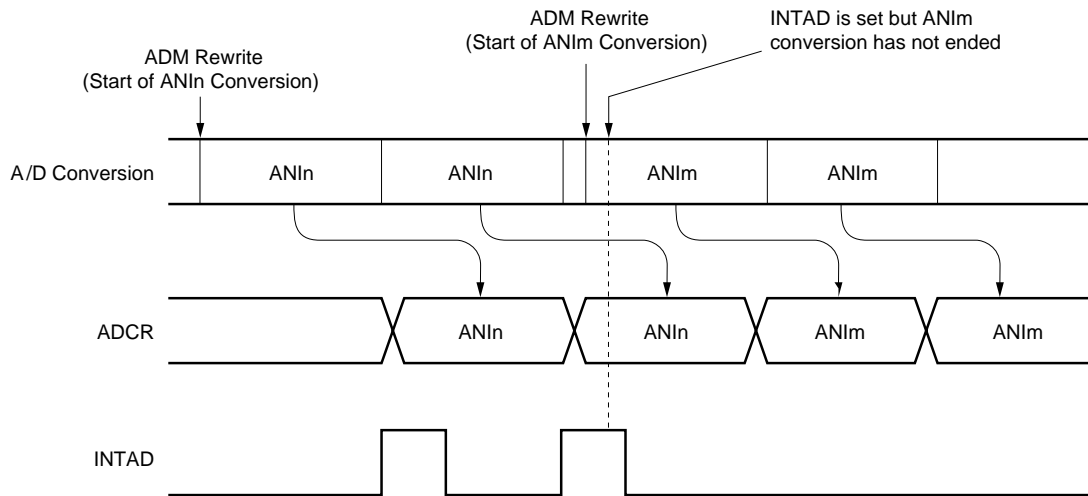 ADM Rewrite
(Start of ANIn Conversion)
ADM Rewrite
(Start of ANIm Conversion)
INTAD is set but ANIm
conversion has not ended
A/D Conversion
ANIn
ANIn
ANIm
ANIm
ADCR
ANIn
ANIn
ANIm
ANIm
INTAD